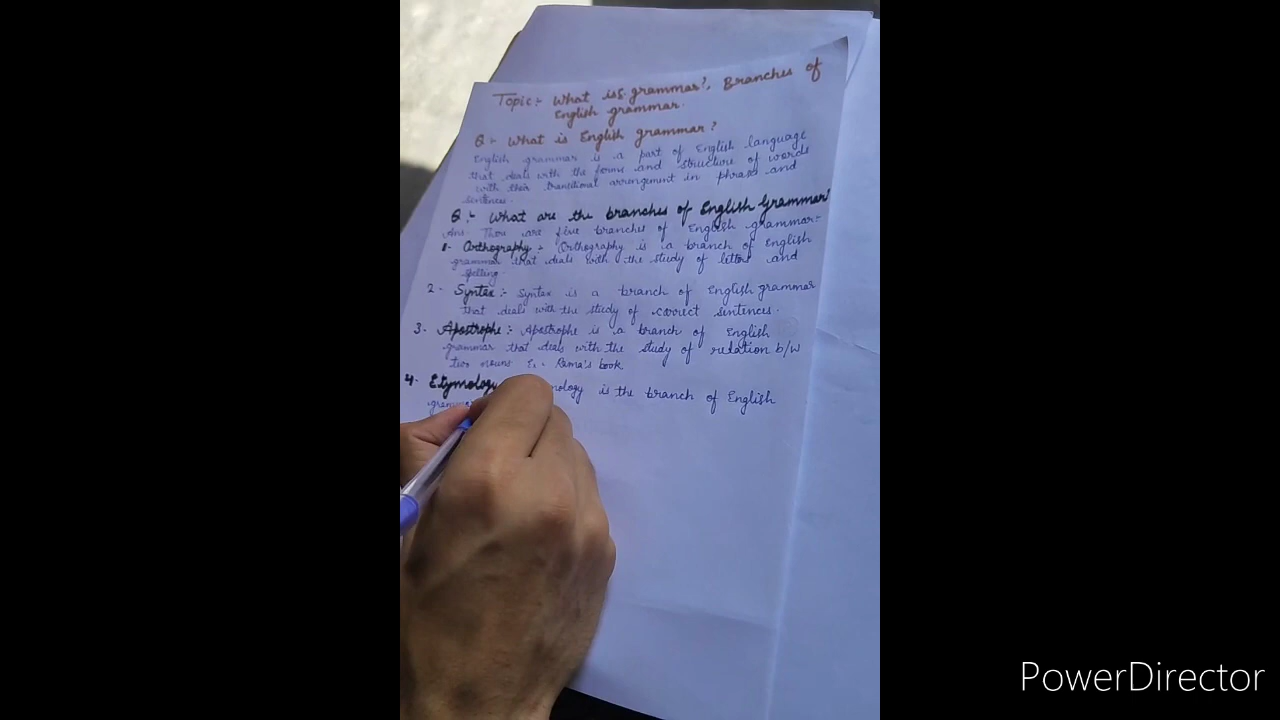 Topic:- What is grammar?, Branches of
English grammar.
Q:- What is English grammar?
English grammar is a part of English language
that deals with the forms and structure of words
with their transitional arrangement in phrases and
sentences.
Q:- What are the branches of English Grammar?
Ans- There are five branches of English grammar:-
1- Orthography:- Orthography is a branch of English
grammar that deals with the study of letters and
spelling.
2- Syntax:- Syntax is a branch of English grammar
that deals with the study of correct sentences.
3- Apostrophe:- Apostrophe is a branch of English
grammar that deals with the study of relation b/w
two nouns. Ex- Rama's book.
4- Etymology is the branch of English
PowerDirector